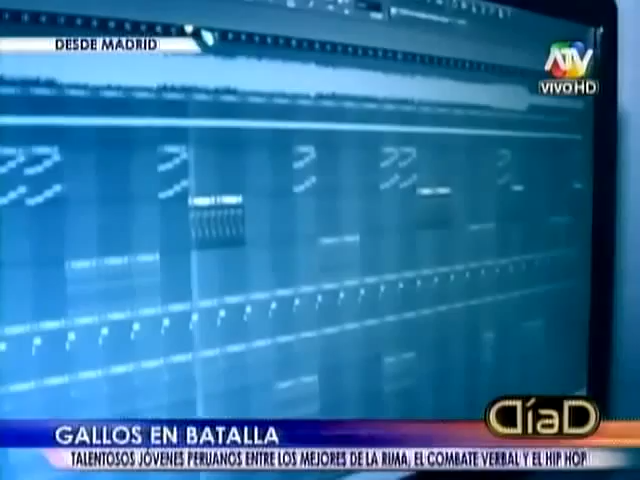 DESDE MADRID
ATV
VIVO HD
DíaD
GALLOS EN BATALLA
TALENTOSOS JÓVENES PERUANOS ENTRE LOS MEJORES DE LA RIMA, EL COMBATE VERBAL Y EL HIP HOP